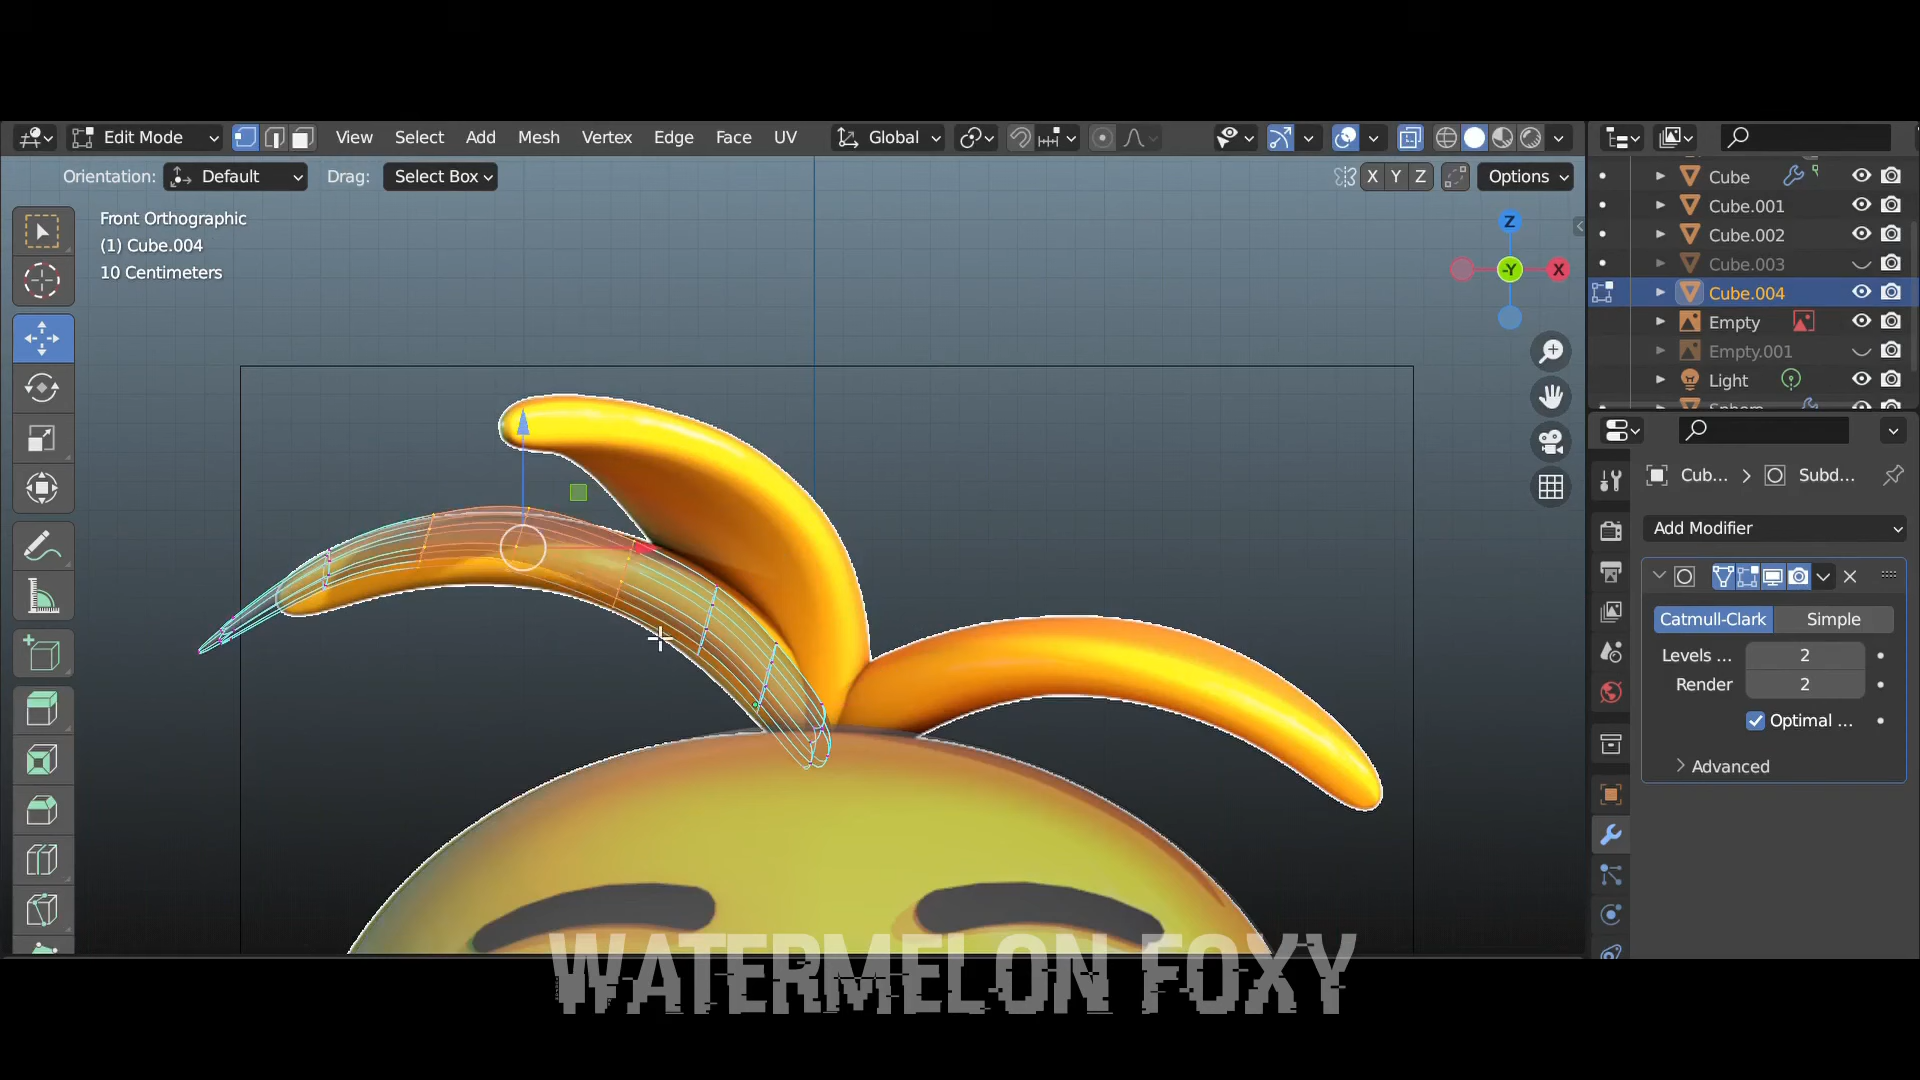 Edit Mode View Select Add Mesh Vertex Edge Face UV Global
Orientation: Default Drag: Select Box X Y Z Options
Front Orthographic
(1) Cube.004
10 Centimeters
Z
-Y X
Cube
Cube.001
Cube.002
Cube.003
Cube.004
Empty
Empty.001
Light
Sphere
Cub... > Subd...
Add Modifier
Catmull-Clark Simple
Levels ... 2
Render 2
Optimal ...
Advanced
WATERMELON FOXY